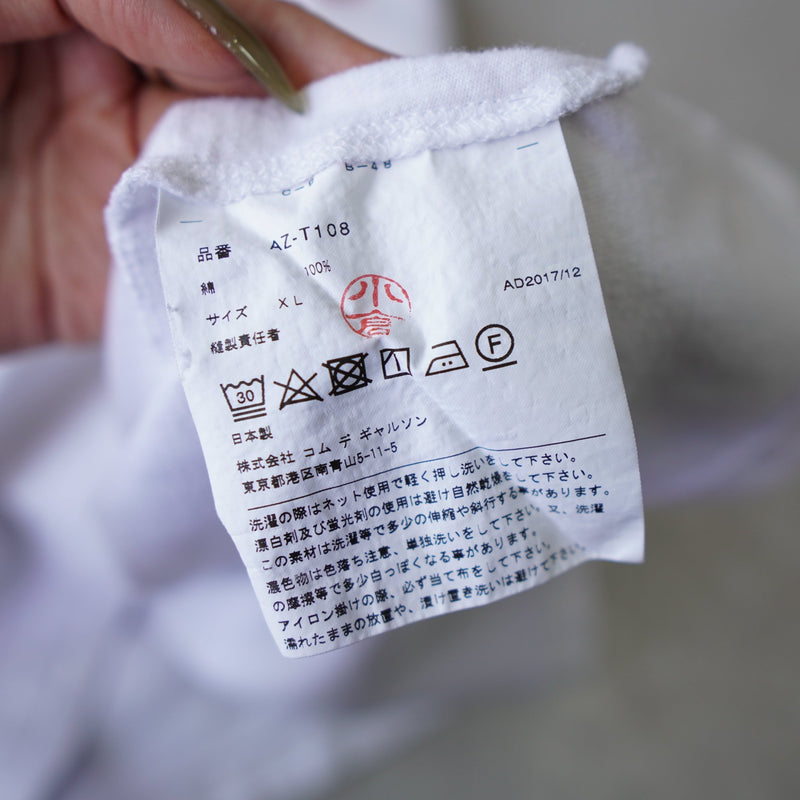 品番 AZ-T108
綿 100%
AD2017/12
サイズ XL
小倉
縫製責任者
30 F
日本製
株式会社 コム デ ギャルソン
東京都港区南青山5-11-5
洗濯の際はネット使用で軽く押し洗いをして下さい。
漂白剤及び蛍光剤の使用は避け自然乾燥をして下さい。
この素材は洗濯等で多少の伸縮や斜行する事があります。
濃色物は色落ち注意、単独洗いをして下さい。又、洗濯
の摩擦等で多少白っぽくなる事があります。
アイロン掛けの際、必ず当て布をして下さい。
濡れたままの放置や、漬け置き洗いは避けて下さい。